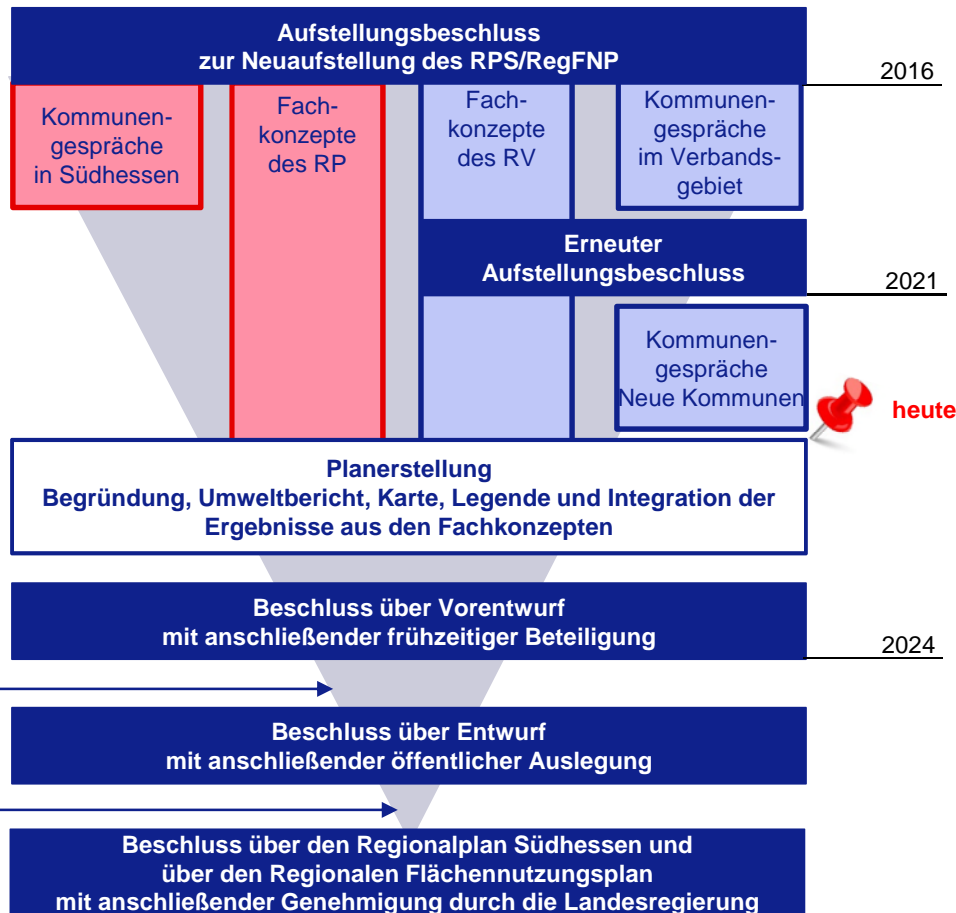 Aufstellungsbeschluss
zur Neuaufstellung des RPS/RegFNP
2016
Kommunen-
gespräche
in Südhessen
Fach-
konzepte
des RP
Fach-
konzepte
des RV
Kommunen-
gespräche
im Verbands-
gebiet
Erneuter
Aufstellungsbeschluss
2021
Kommunen-
gespräche
Neue Kommunen
heute
Planerstellung
Begründung, Umweltbericht, Karte, Legende und Integration der
Ergebnisse aus den Fachkonzepten
Beschluss über Vorentwurf
mit anschließender frühzeitiger Beteiligung
2024
Beschluss über Entwurf
mit anschließender öffentlicher Auslegung
Beschluss über den Regionalplan Südhessen und
über den Regionalen Flächennutzungsplan
mit anschließender Genehmigung durch die Landesregierung